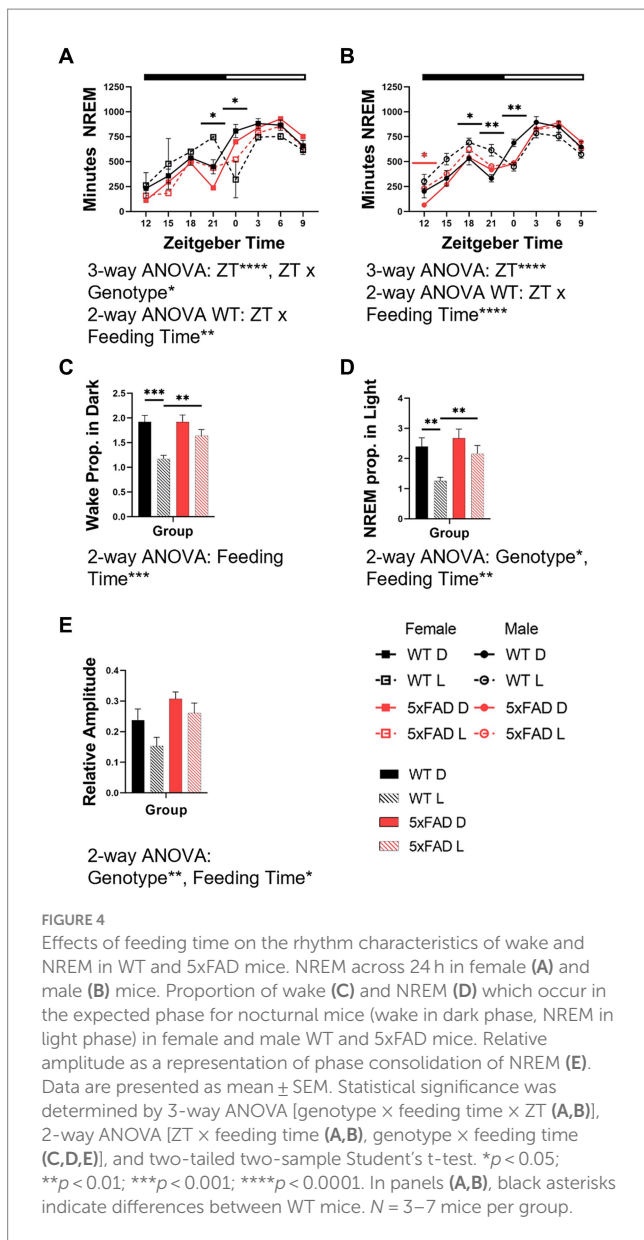 A
B
*
*
Minutes NREM
1250
1000
750
500
250
0
12 15 18 21 0 3 6 9
Zeitgeber Time
*
*
**
**
Minutes NREM
1250
1000
750
500
250
0
12 15 18 21 0 3 6 9
Zeitgeber Time
3-way ANOVA: ZT****, ZT x
Genotype*
2-way ANOVA WT: ZT x
Feeding Time**
3-way ANOVA: ZT****
2-way ANOVA WT: ZT x
Feeding Time****
C
Wake Prop. in Dark
2.5
2.0
1.5
1.0
0.5
0.0
***
**
Group
2-way ANOVA: Feeding
Time***
D
NREM prop. in Light
4
3
2
1
0
**
**
Group
2-way ANOVA: Genotype*,
Feeding Time**
E
Relative Amplitude
0.4
0.3
0.2
0.1
0.0
Group
2-way ANOVA:
Genotype**, Feeding Time*
Female Male
WT D WT D
WT L WT L
5xFAD D 5xFAD D
5xFAD L 5xFAD L
WT D
WT L
5xFAD D
5xFAD L
FIGURE 4
Effects of feeding time on the rhythm characteristics of wake and
NREM in WT and 5xFAD mice. NREM across 24 h in female (A) and
male (B) mice. Proportion of wake (C) and NREM (D) which occur in
the expected phase for nocturnal mice (wake in dark phase, NREM in
light phase) in female and male WT and 5xFAD mice. Relative
amplitude as a representation of phase consolidation of NREM (E).
Data are presented as mean ± SEM. Statistical significance was
determined by 3-way ANOVA [genotype × feeding time × ZT (A,B)],
2-way ANOVA [ZT × feeding time (A,B), genotype × feeding time
(C,D,E)], and two-tailed two-sample Student’s t-test. *p < 0.05;
**p < 0.01; ***p < 0.001; ****p < 0.0001. In panels (A,B), black asterisks
indicate differences between WT mice. N = 3–7 mice per group.